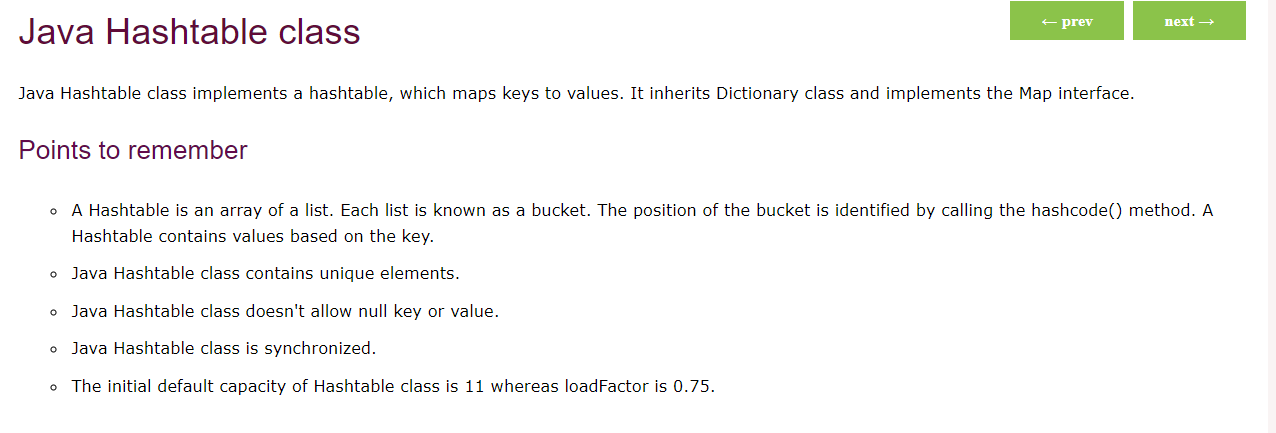 Java Hashtable class
← prev
next →
Java Hashtable class implements a hashtable, which maps keys to values. It inherits Dictionary class and implements the Map interface.
Points to remember
A Hashtable is an array of a list. Each list is known as a bucket. The position of the bucket is identified by calling the hashcode() method. A
Hashtable contains values based on the key.
Java Hashtable class contains unique elements.
Java Hashtable class doesn't allow null key or value.
Java Hashtable class is synchronized.
The initial default capacity of Hashtable class is 11 whereas loadFactor is 0.75.